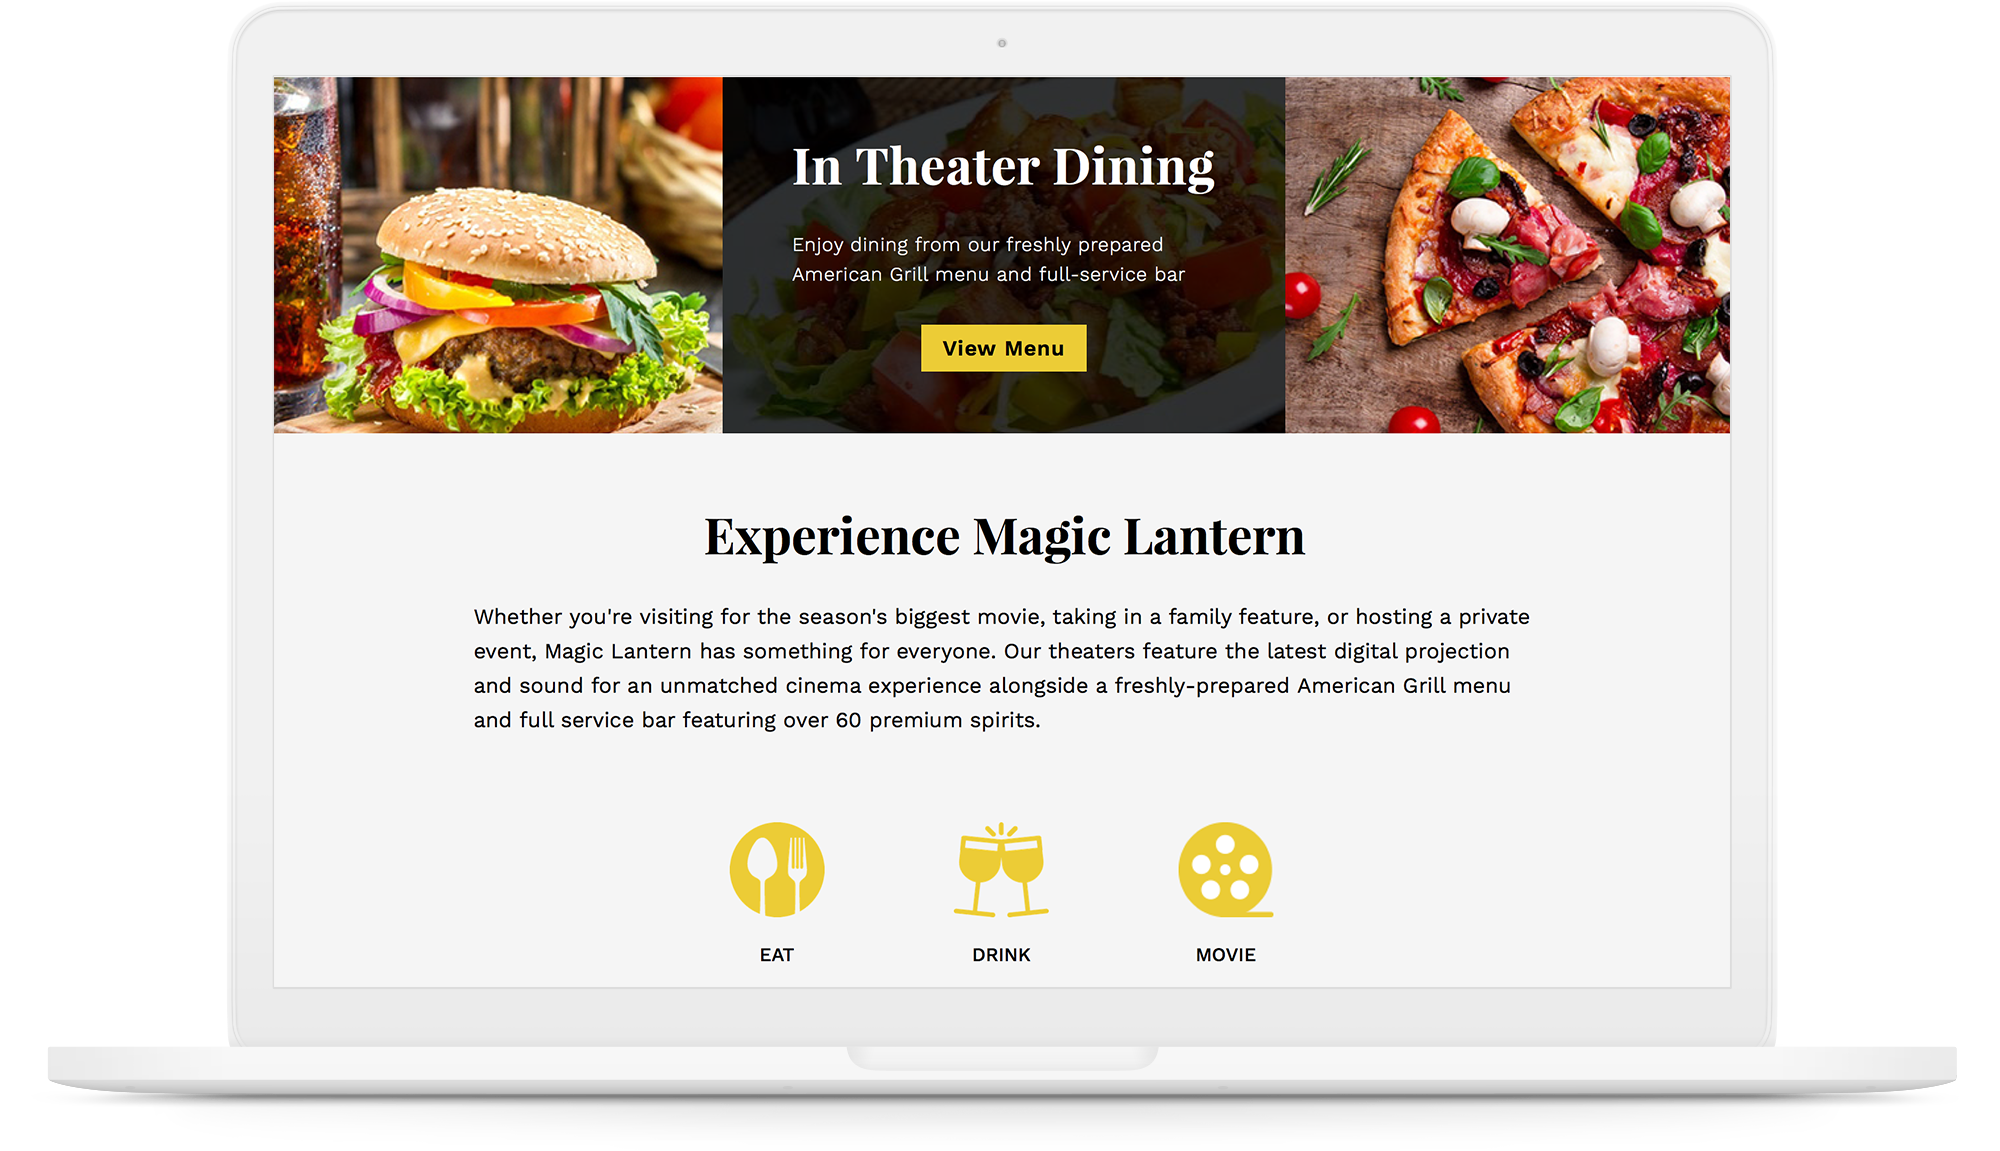 In Theater Dining
Enjoy dining from our freshly prepared
American Grill menu and full-service bar
View Menu
Experience Magic Lantern
Whether you're visiting for the season's biggest movie, taking in a family feature, or hosting a private
event, Magic Lantern has something for everyone. Our theaters feature the latest digital projection
and sound for an unmatched cinema experience alongside a freshly-prepared American Grill menu
and full service bar featuring over 60 premium spirits.
EAT
DRINK
MOVIE